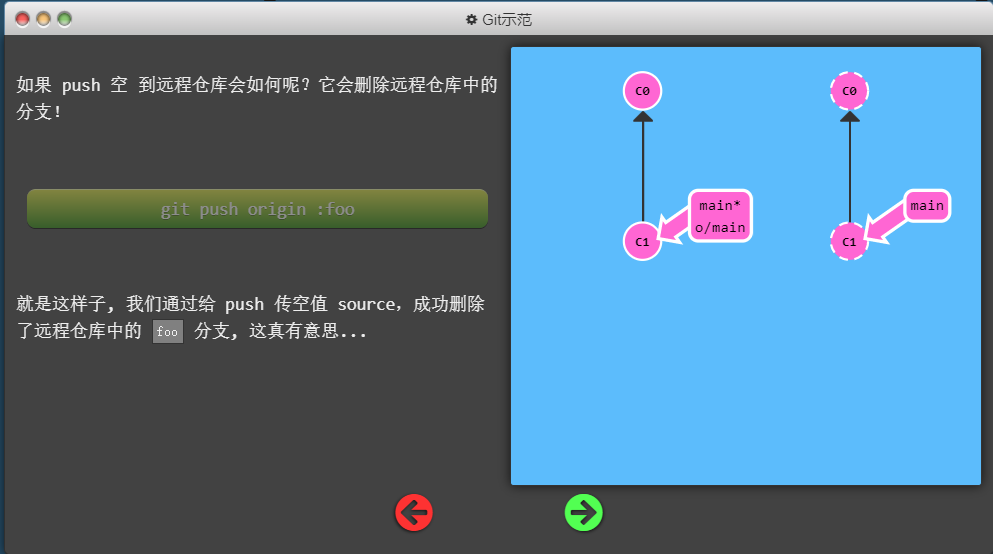 Git示范
如果 push 空 到远程仓库会如何呢? 它会删除远程仓库中的
分支!
git push origin :foo
就是这样子, 我们通过给 push 传空值 source，成功删除
了远程仓库中的 foo 分支, 这真有意思...
C0
C0
main*
o/main
main
C1
C1